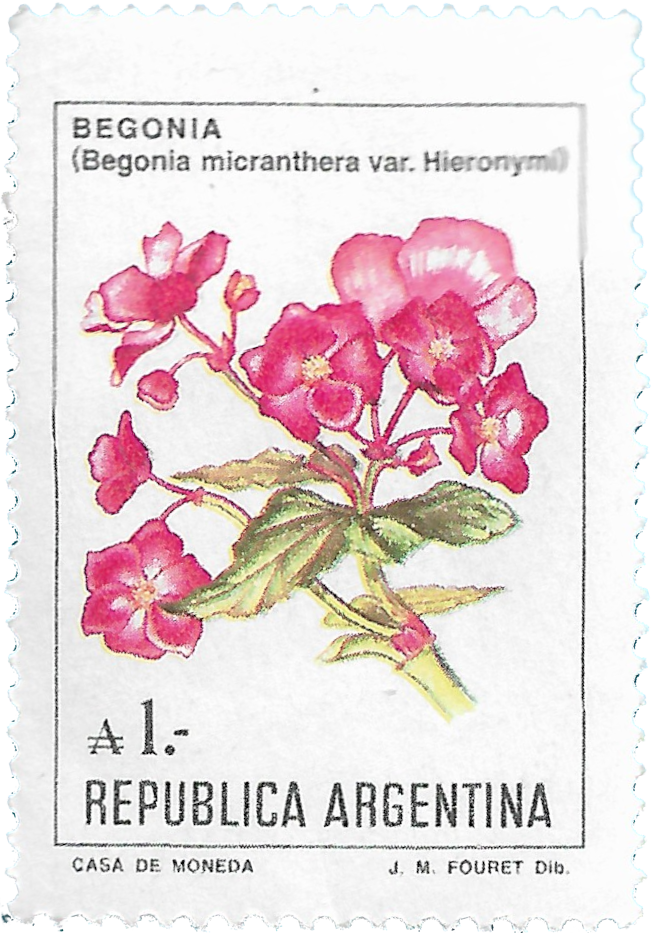 BEGONIA
(Begonia micranthera var. Hieronymi)
₳ 1.-
REPUBLICA ARGENTINA
CASA DE MONEDA J. M. FOURET Dib.